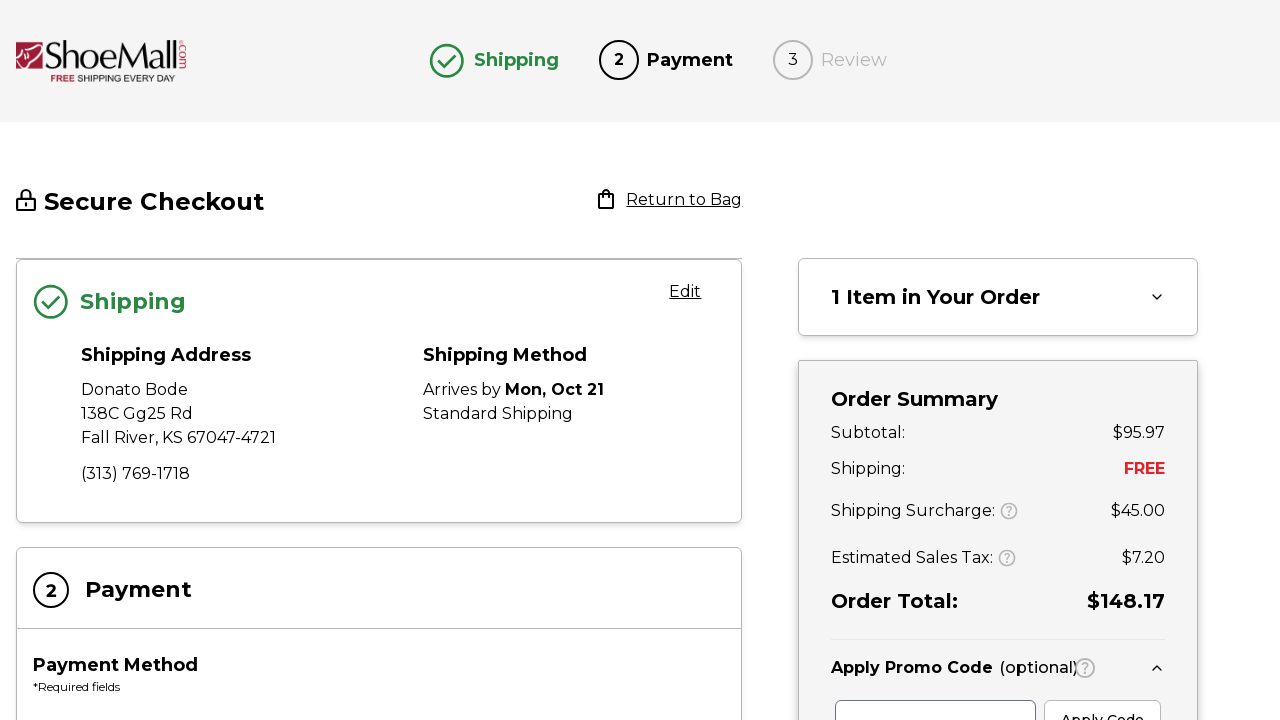 ShoeMall.com
FREE SHIPPING EVERY DAY
Shipping
2 Payment
3 Review
Secure Checkout
Return to Bag
Shipping
Edit
Shipping Address
Donato Bode
138C Gg25 Rd
Fall River, KS 67047-4721
(313) 769-1718
Shipping Method
Arrives by Mon, Oct 21
Standard Shipping
2 Payment
Payment Method
*Required fields
1 Item in Your Order
Order Summary
Subtotal: $95.97
Shipping: FREE
Shipping Surcharge: ? $45.00
Estimated Sales Tax: ? $7.20
Order Total: $148.17
Apply Promo Code (optional) ?
Apply Code